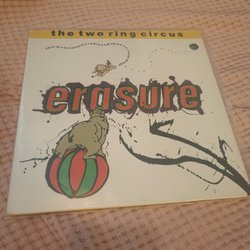 the two ring circus
erasure